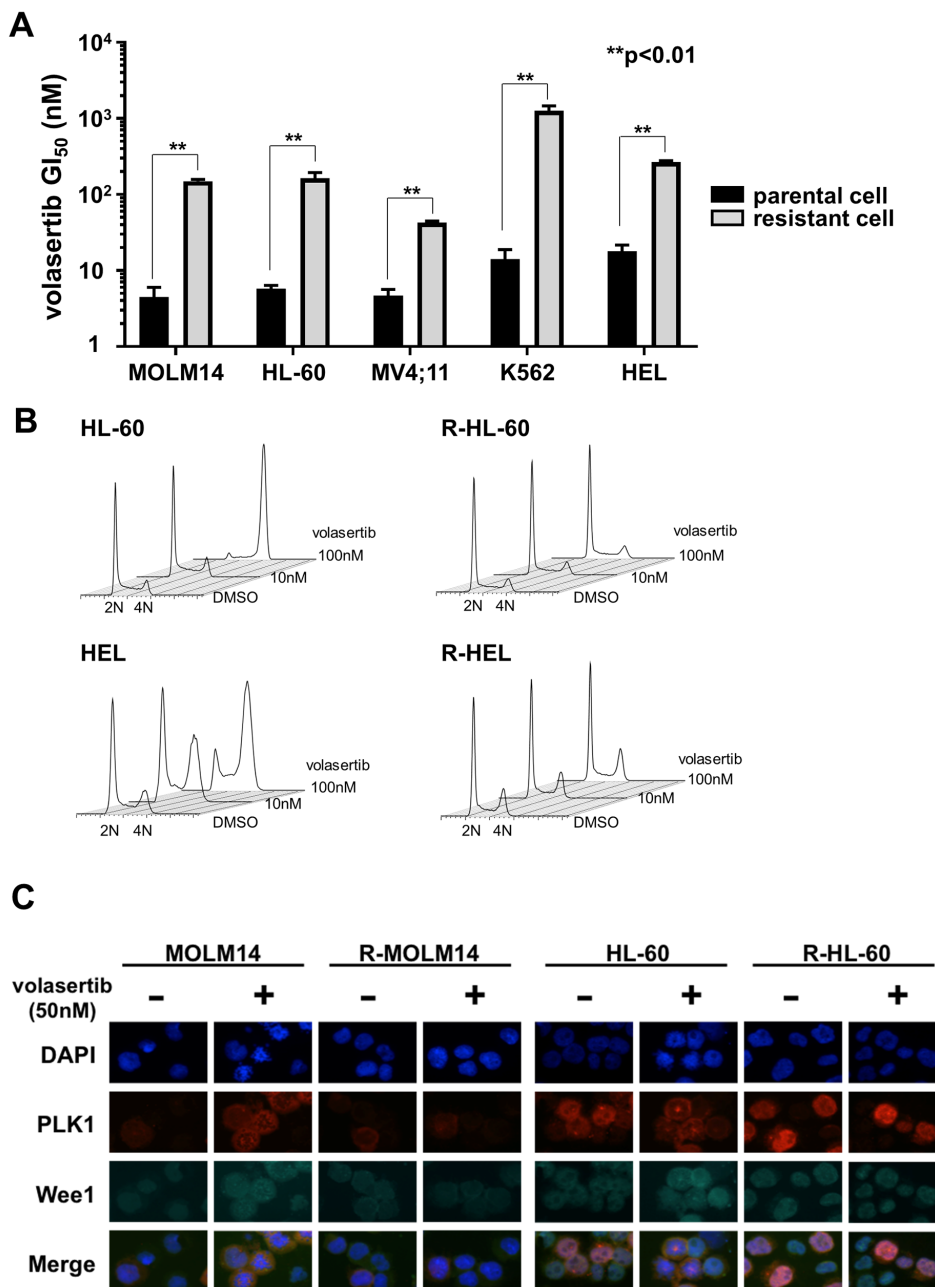 A
volasertib GI50 (nM)
10⁴
10³
10²
10
1
**p<0.01
**
**
**
**
**
parental cell
resistant cell
MOLM14 HL-60 MV4;11 K562 HEL
B
HL-60
volasertib
100nM
10nM
DMSO
2N 4N
R-HL-60
volasertib
100nM
10nM
DMSO
2N 4N
HEL
volasertib
100nM
10nM
DMSO
2N 4N
R-HEL
volasertib
100nM
10nM
DMSO
2N 4N
C
MOLM14 R-MOLM14 HL-60 R-HL-60
volasertib
(50nM)
– + – + – + – +
DAPI
PLK1
Wee1
Merge